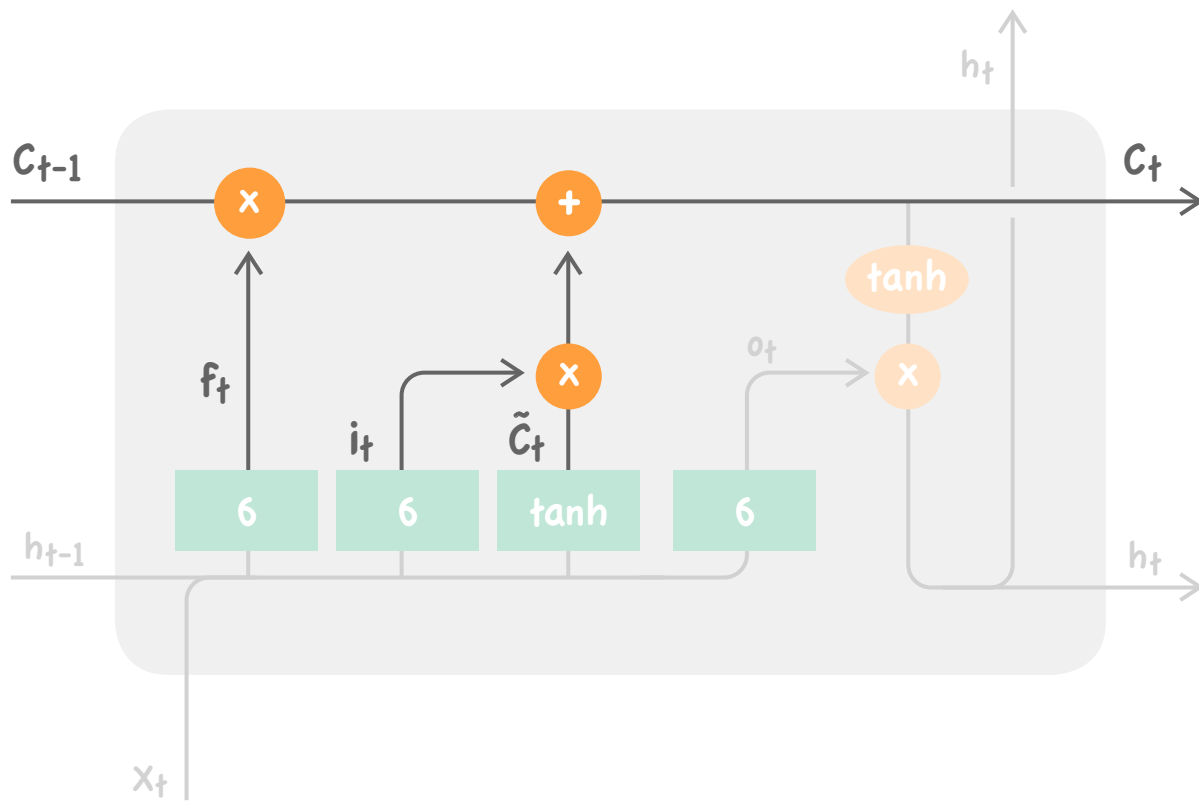 hₜ
Cₜ₋₁
Cₜ
x
+
tanh
fₜ
x
oₜ
x
iₜ
C̃ₜ
6
6
tanh
6
hₜ₋₁
hₜ
xₜ